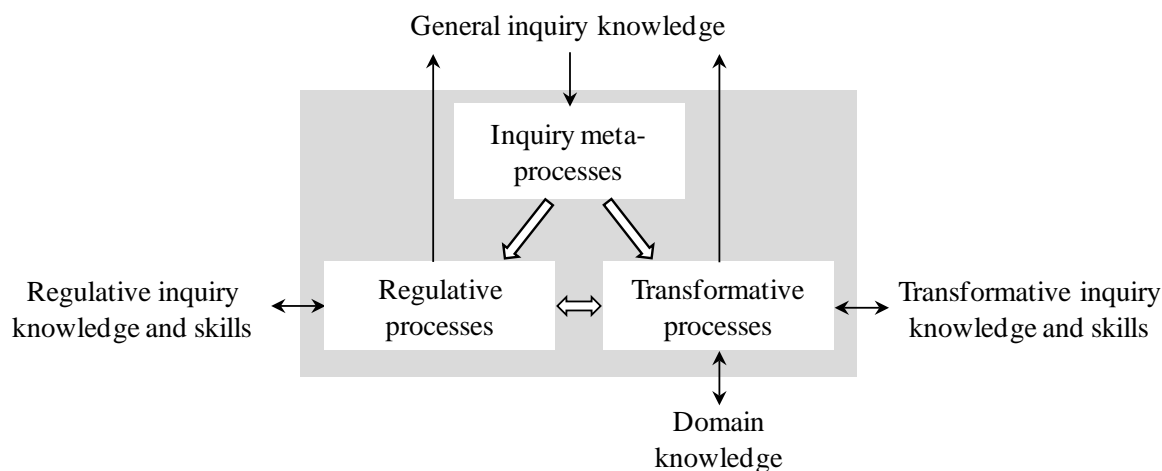 General inquiry knowledge
Inquiry meta-
processes
Regulative inquiry
knowledge and skills
Regulative
processes
Transformative
processes
Transformative inquiry
knowledge and skills
Domain
knowledge